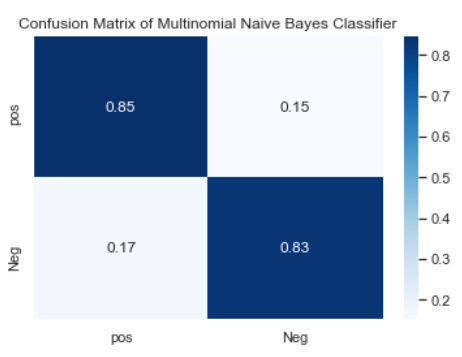 Confusion Matrix of Multinomial Naive Bayes Classifier
pos
0.85
0.15
Neg
0.17
0.83
pos
Neg
0.8
0.7
0.6
0.5
0.4
0.3
0.2